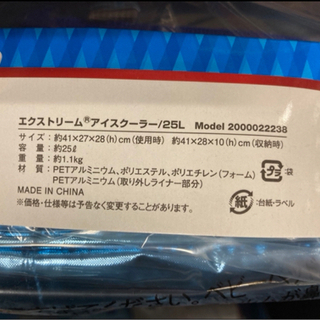 エクストリーム®アイスクーラー/25L Model 2000022238
サイズ：約41×27×28(h)cm(使用時) 約41×28×10(h)cm(収納時)
容 量：約25ℓ
重 量：約1.1kg
材 質：PETアルミニウム、ポリエステル、ポリエチレン(フォーム)
PETアルミニウム(取り外しライナー部分)
MADE IN CHINA
※価格・仕様等は予告なく変更することがあります。
プラ
:袋
紙
:台紙・ラベル